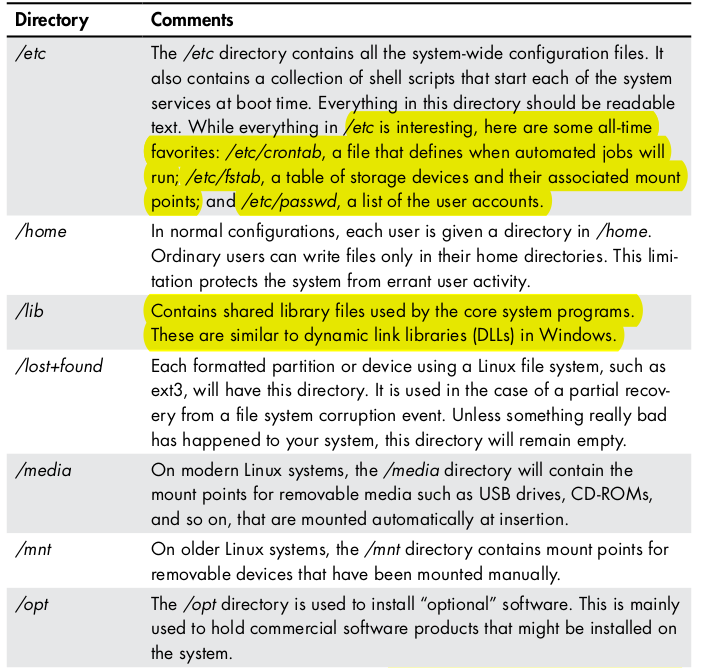 Directory Comments
/etc The /etc directory contains all the system-wide configuration files. It
also contains a collection of shell scripts that start each of the system
services at boot time. Everything in this directory should be readable
text. While everything in /etc is interesting, here are some all-time
favorites: /etc/crontab, a file that defines when automated jobs will
run; /etc/fstab, a table of storage devices and their associated mount
points; and /etc/passwd, a list of the user accounts.
/home In normal configurations, each user is given a directory in /home.
Ordinary users can write files only in their home directories. This limi-
tation protects the system from errant user activity.
/lib Contains shared library files used by the core system programs.
These are similar to dynamic link libraries (DLLs) in Windows.
/lost+found Each formatted partition or device using a Linux file system, such as
ext3, will have this directory. It is used in the case of a partial recov-
ery from a file system corruption event. Unless something really bad
has happened to your system, this directory will remain empty.
/media On modern Linux systems, the /media directory will contain the
mount points for removable media such as USB drives, CD-ROMs,
and so on, that are mounted automatically at insertion.
/mnt On older Linux systems, the /mnt directory contains mount points for
removable devices that have been mounted manually.
/opt The /opt directory is used to install “optional” software. This is mainly
used to hold commercial software products that might be installed on
the system.